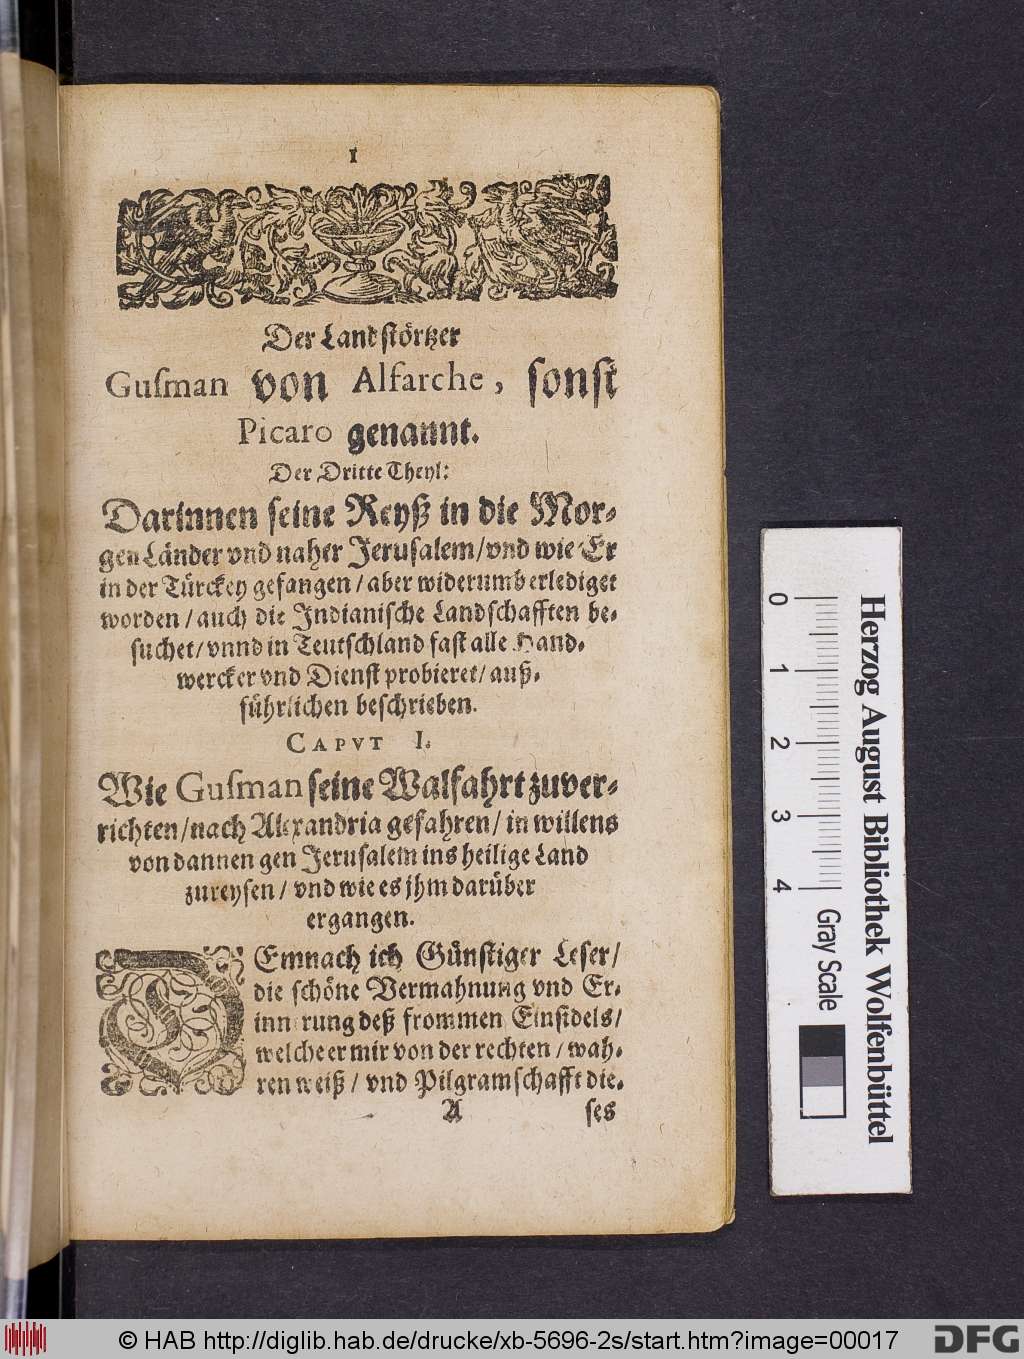 1
Der Landstörtzer
Guſman von Alfarche, sonst
Picaro genannt.
Der Dritte Theyl:
Darinnen seine Reyß in die Mor-
gen Länder vnd naher Jerusalem/vnd wie Er
in der Türckey gefangen/aber widerumb erlediget
worden/auch die Indianische Landschafften be-
suchet/vnnd in Teutschland fast alle Hand-
wercker vnd Dienst probieret/auß-
führlichen beschrieben.
CAPVT I.
Wie Guſman seine Walfahrt zuver-
richten/nach Alexandria gefahren/in willens
von dannen gen Jerusalem ins heilige Land
zureysen/vnd wie es jhm darüber
ergangen.
DEmnach ich Günstiger Leser/
die schöne Vermahnung vnd Er-
innerung deß frommen Einsidels/
welche er mir von der rechten/wah-
ren weiß/vnd Pilgramschafft die-
A ses
Herzog August Bibliothek Wolfenbüttel
0 1 2 3 4 Gray Scale
© HAB http://diglib.hab.de/drucke/xb-5696-2s/start.htm?image=00017
DFG